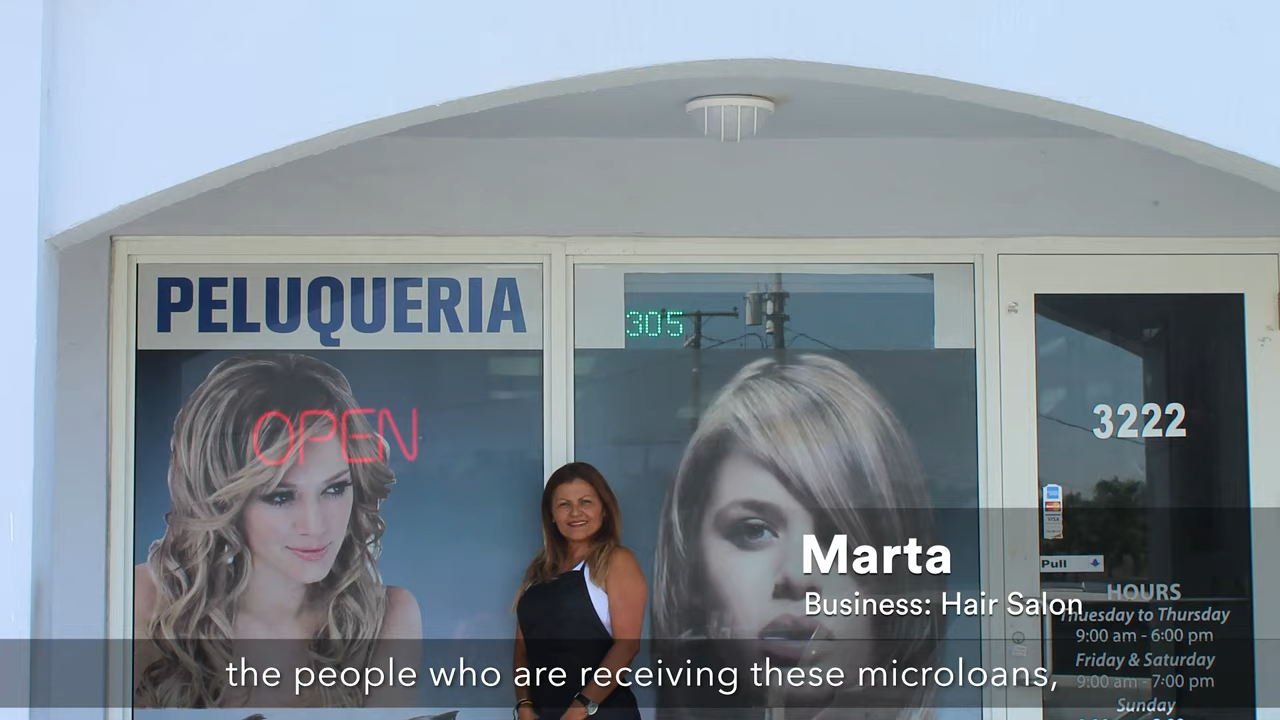 PELUQUERIA
305
OPEN
3222
Pull
Marta
Business: Hair Salon
HOURS
Tuesday to Thursday
9:00 am - 6:00 pm
Friday & Saturday
9:00 am - 7:00 pm
Sunday
the people who are receiving these microloans,